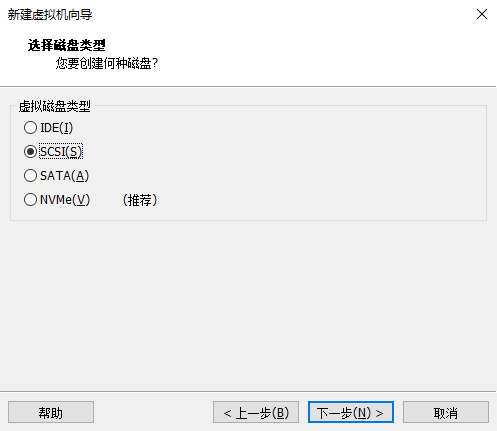 新建虚拟机向导
选择磁盘类型
您要创建何种磁盘?
虚拟磁盘类型
IDE(I)
SCSI(S)
SATA(A)
NVMe(V) （推荐）
帮助 < 上一步(B) 下一步(N) > 取消